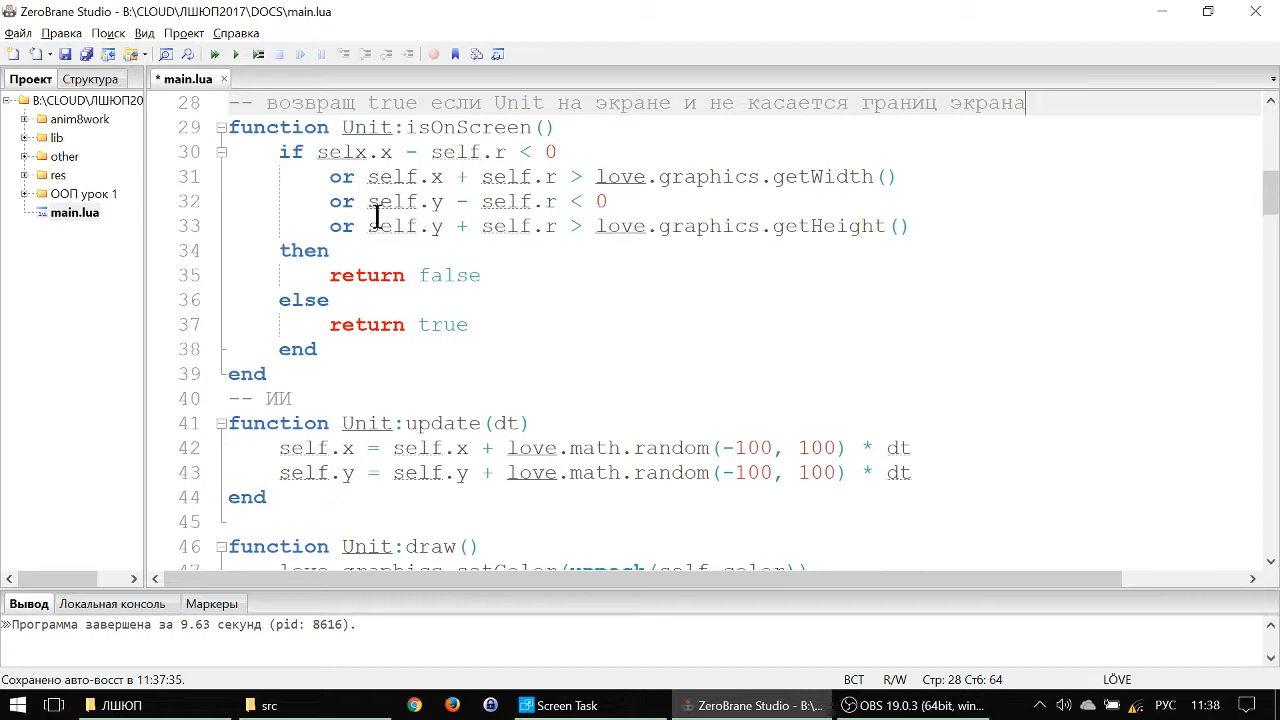 ZeroBrane Studio - B:\CLOUD\ЛШЮП2017\DOCS\main.lua
Файл Правка Поиск Вид Проект Справка
Проект Структура
* main.lua
B:\CLOUD\ЛШЮП20
anim8work
lib
other
res
ООП урок 1
main.lua
28 -- возвращ true если Unit на экране и не касается границ экрана
29 function Unit:isOnScreen()
30 if selx.x - self.r < 0
31 or self.x + self.r > love.graphics.getWidth()
32 or self.y - self.r < 0
33 or self.y + self.r > love.graphics.getHeight()
34 then
35 return false
36 else
37 return true
38 end
39 end
40 -- ИИ
41 function Unit:update(dt)
42 self.x = self.x + love.math.random(-100, 100) * dt
43 self.y = self.y + love.math.random(-100, 100) * dt
44 end
45
46 function Unit:draw()
47 love.graphics.setColor(unpack(self.color))
Вывод Локальная консоль Маркеры
Программа завершена за 9.63 секунд (pid: 8616).
Сохранено авто-восст в 11:37:35. ВСТ R/W Стр: 28 Стб: 64 LÖVE
ЛШЮП src Screen Task ZeroBrane Studio - B:\... OBS 19.0.3 (64bit, win... РУС 11:38